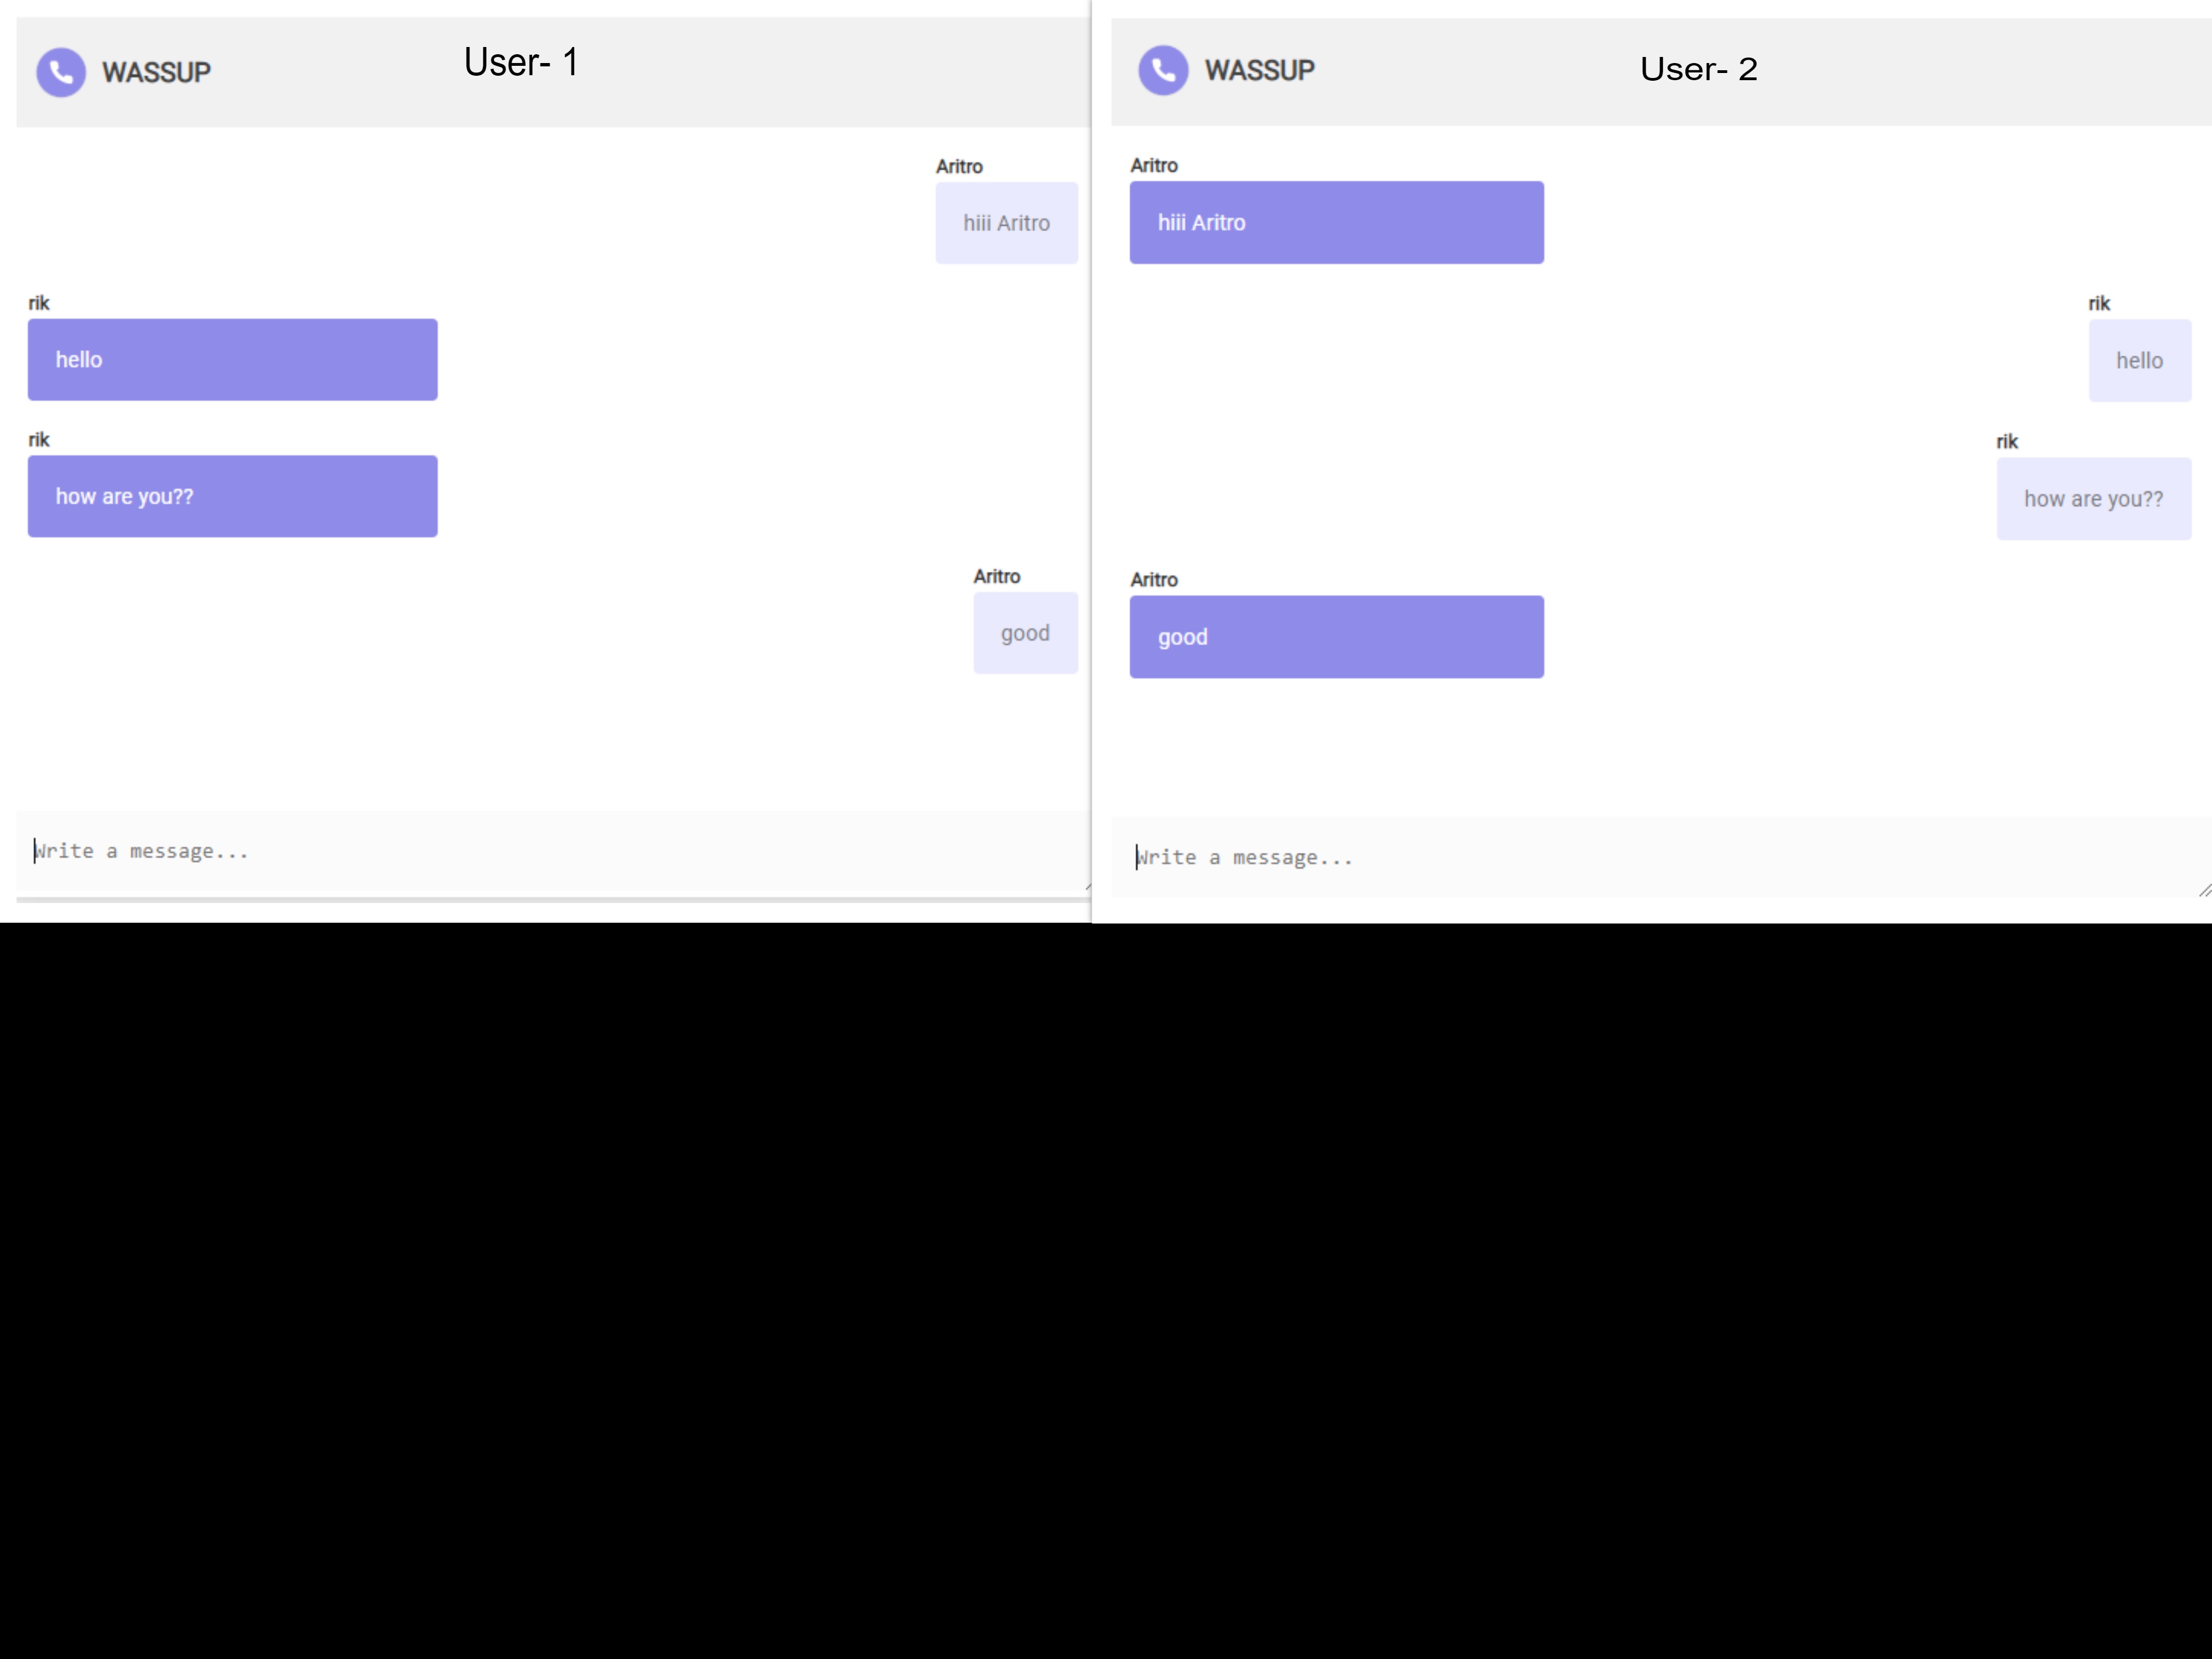 WASSUP
User- 1
Aritro
hiii Aritro
rik
hello
rik
how are you??
Aritro
good
Write a message...
WASSUP
User- 2
Aritro
hiii Aritro
rik
hello
rik
how are you??
Aritro
good
Write a message...